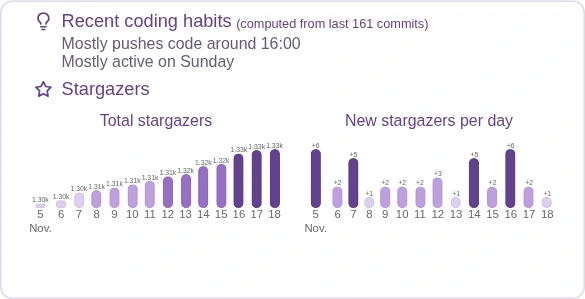 Recent coding habits (computed from last 161 commits)
Mostly pushes code around 16:00
Mostly active on Sunday
Stargazers
Total stargazers
1.30k 1.30k 1.30k 1.31k 1.31k 1.31k 1.31k 1.31k 1.32k 1.32k 1.32k 1.33k 1.33k 1.33k
5 6 7 8 9 10 11 12 13 14 15 16 17 18
Nov.
New stargazers per day
+6 +2 +5 +1 +2 +2 +2 +3 +1 +5 +2 +6 +2 +1
5 6 7 8 9 10 11 12 13 14 15 16 17 18
Nov.